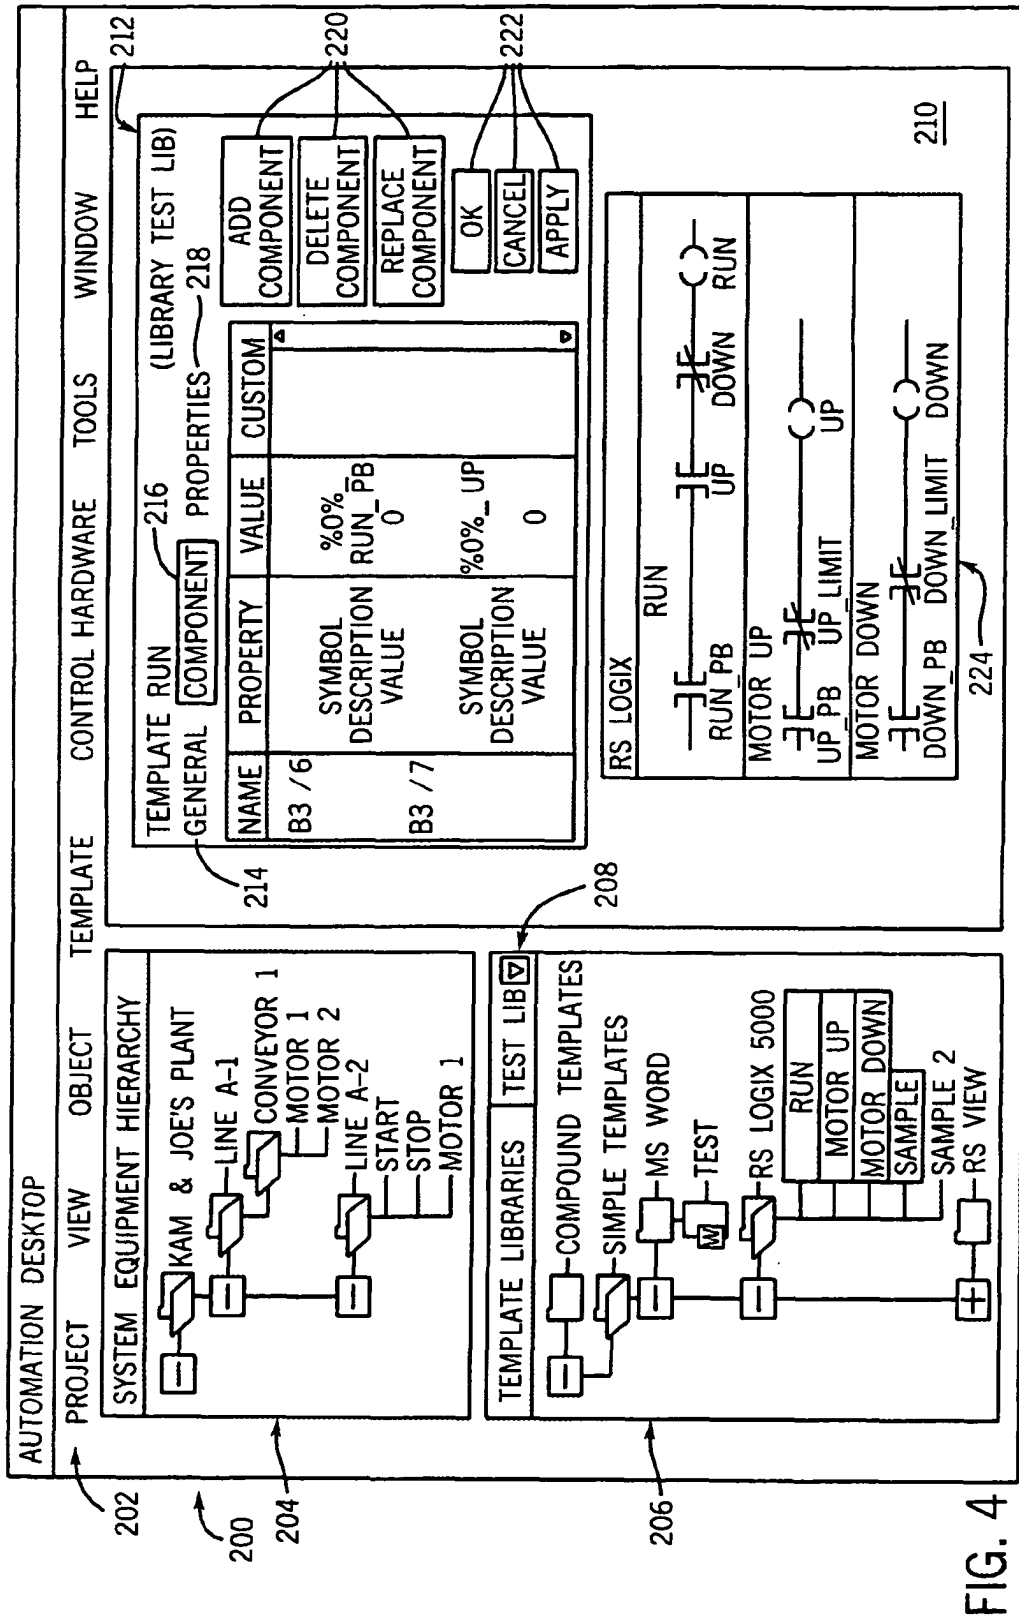 AUTOMATION DESKTOP
PROJECT VIEW OBJECT TEMPLATE CONTROL HARDWARE TOOLS WINDOW HELP
202
200
SYSTEM EQUIPMENT HIERARCHY
KAM & JOE'S PLANT
LINE A-1
CONVEYOR 1
MOTOR 1
MOTOR 2
LINE A-2
START
STOP
MOTOR 1
204
TEMPLATE LIBRARIES TEST LIB
208
COMPOUND TEMPLATES
SIMPLE TEMPLATES
MS WORD
W
TEST
RS LOGIX 5000
RUN
MOTOR UP
MOTOR DOWN
SAMPLE
SAMPLE 2
RS VIEW
206
212
TEMPLATE RUN (LIBRARY TEST LIB)
GENERAL COMPONENT PROPERTIES
214
216
218
NAME PROPERTY VALUE CUSTOM
B3 /6
SYMBOL %0%_
DESCRIPTION RUN_PB
VALUE 0
B3 /7
SYMBOL %0%_UP
DESCRIPTION
VALUE 0
ADD COMPONENT
DELETE COMPONENT
REPLACE COMPONENT
220
OK
CANCEL
APPLY
222
210
RS LOGIX
RUN
RUN_PB UP DOWN RUN
MOTOR UP
UP_PB UP_LIMIT UP
MOTOR DOWN
DOWN_PB DOWN_LIMIT DOWN
224
FIG. 4